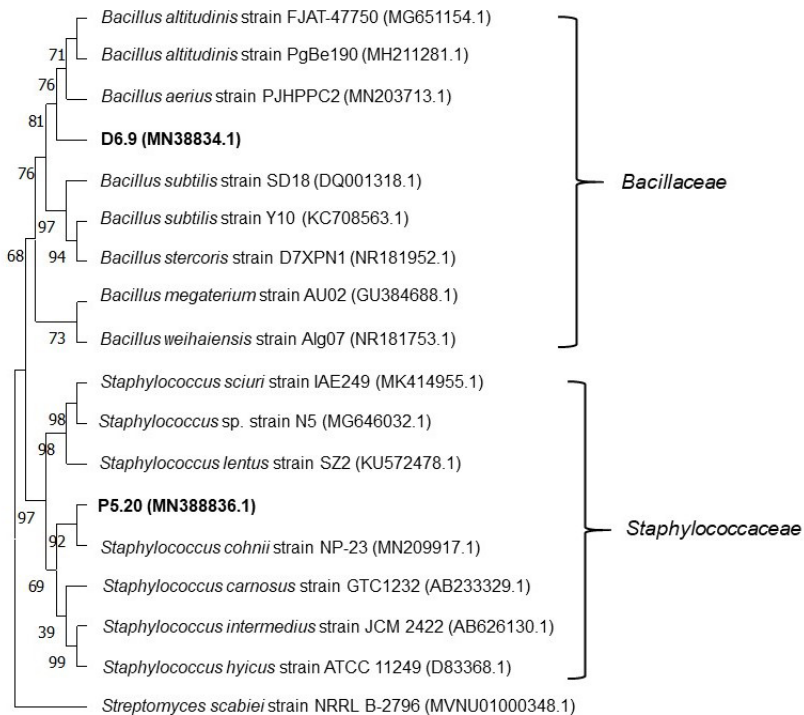 Bacillus altitudinis strain FJAT-47750 (MG651154.1)
71
Bacillus altitudinis strain PgBe190 (MH211281.1)
76
Bacillus aerius strain PJHPPC2 (MN203713.1)
81
D6.9 (MN38834.1)
76
Bacillus subtilis strain SD18 (DQ001318.1)
Bacillaceae
97
Bacillus subtilis strain Y10 (KC708563.1)
68
94
Bacillus stercoris strain D7XPN1 (NR181952.1)
Bacillus megaterium strain AU02 (GU384688.1)
73
Bacillus weihaiensis strain Alg07 (NR181753.1)
Staphylococcus sciuri strain IAE249 (MK414955.1)
98
Staphylococcus sp. strain N5 (MG646032.1)
98
Staphylococcus lentus strain SZ2 (KU572478.1)
P5.20 (MN388836.1)
97
Staphylococcaceae
92
Staphylococcus cohnii strain NP-23 (MN209917.1)
69
Staphylococcus carnosus strain GTC1232 (AB233329.1)
39
Staphylococcus intermedius strain JCM 2422 (AB626130.1)
99
Staphylococcus hyicus strain ATCC 11249 (D83368.1)
Streptomyces scabiei strain NRRL B-2796 (MVNU01000348.1)